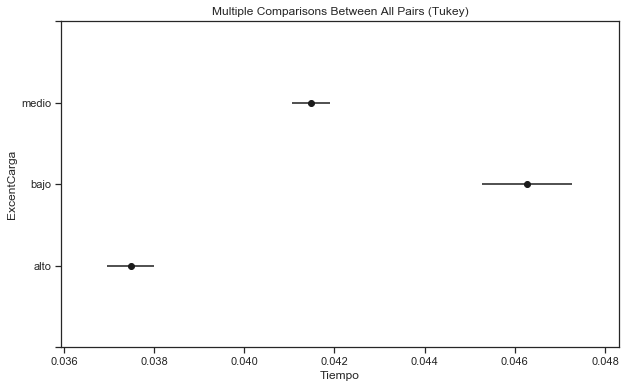 Multiple Comparisons Between All Pairs (Tukey)
medio
bajo
alto
ExcentCarga
0.036 0.038 0.040 0.042 0.044 0.046 0.048
Tiempo